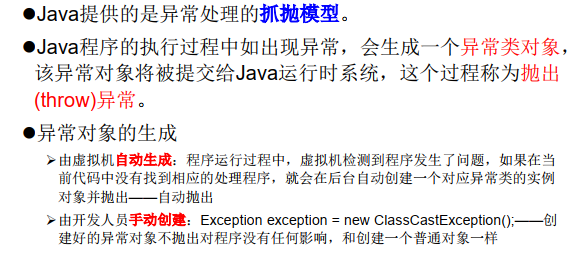 ●Java提供的是异常处理的抓抛模型。
●Java程序的执行过程中如出现异常，会生成一个异常类对象，
该异常对象将被提交给Java运行时系统，这个过程称为抛出
(throw)异常。
●异常对象的生成
➢由虚拟机自动生成：程序运行过程中，虚拟机检测到程序发生了问题，如果在当
前代码中没有找到相应的处理程序，就会在后台自动创建一个对应异常类的实例
对象并抛出——自动抛出
➢由开发人员手动创建：Exception exception = new ClassCastException();——创
建好的异常对象不抛出对程序没有任何影响，和创建一个普通对象一样